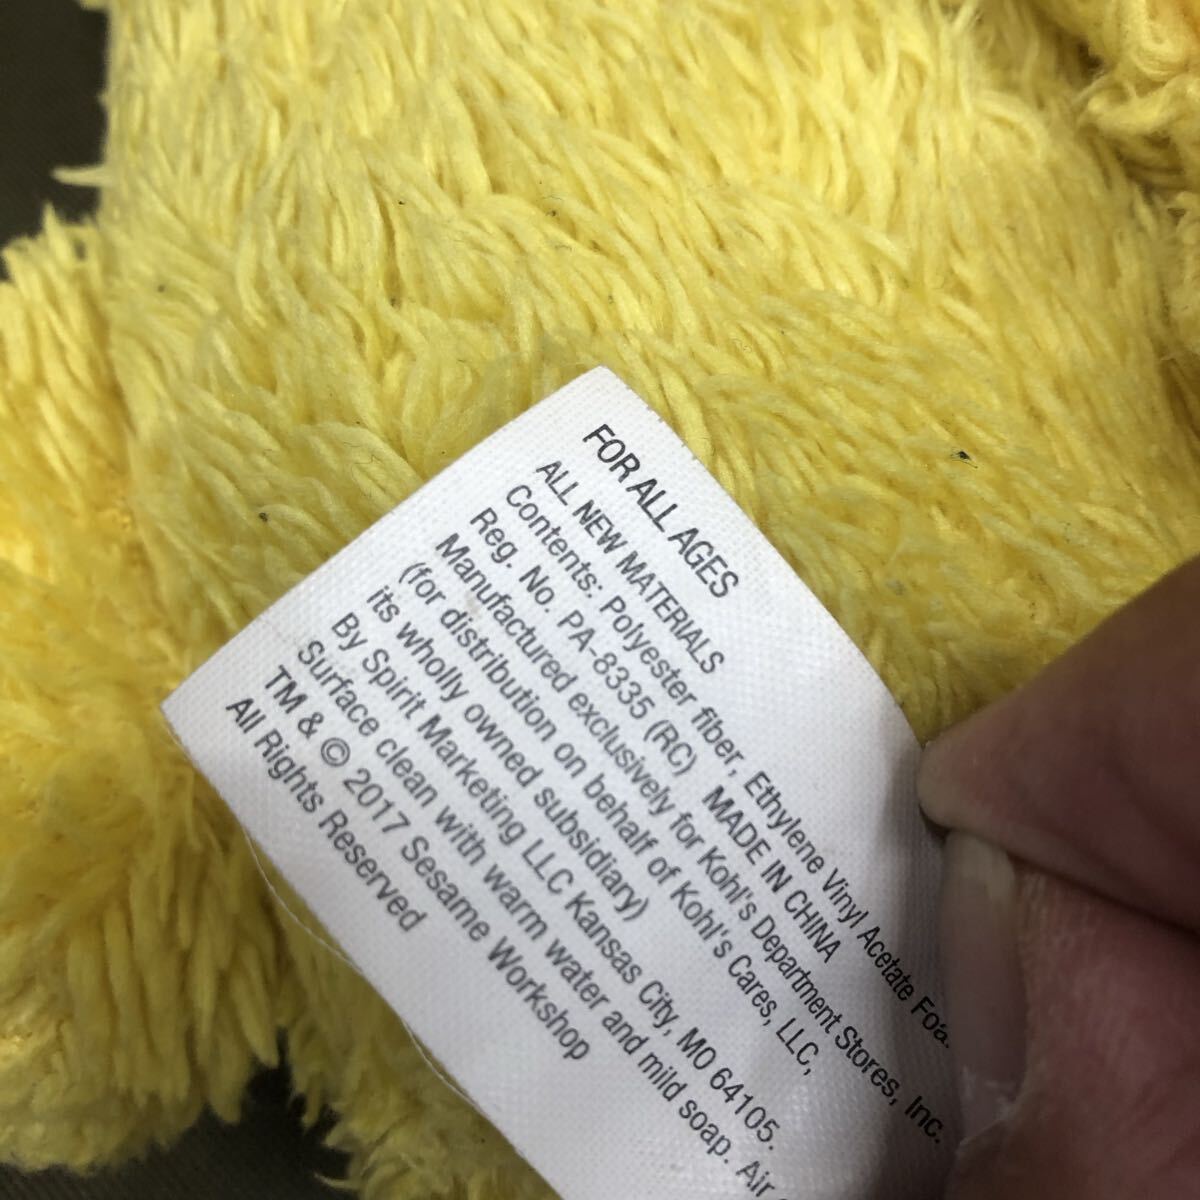 FOR ALL AGES
ALL NEW MATERIALS
Contents: Polyester fiber, Ethylene Vinyl Acetate
Reg. No. PA-8335 (RC) MADE IN CHINA
Manufactured exclusively for Kohl's Department Stores, Inc.
(for distribution on behalf of Kohl's Cares, LLC,
its wholly owned subsidiary)
By Spirit Marketing LLC Kansas City, MO 64105.
Surface clean with warm water and mild soap. Air
TM & © 2017 Sesame Workshop
All Rights Reserved